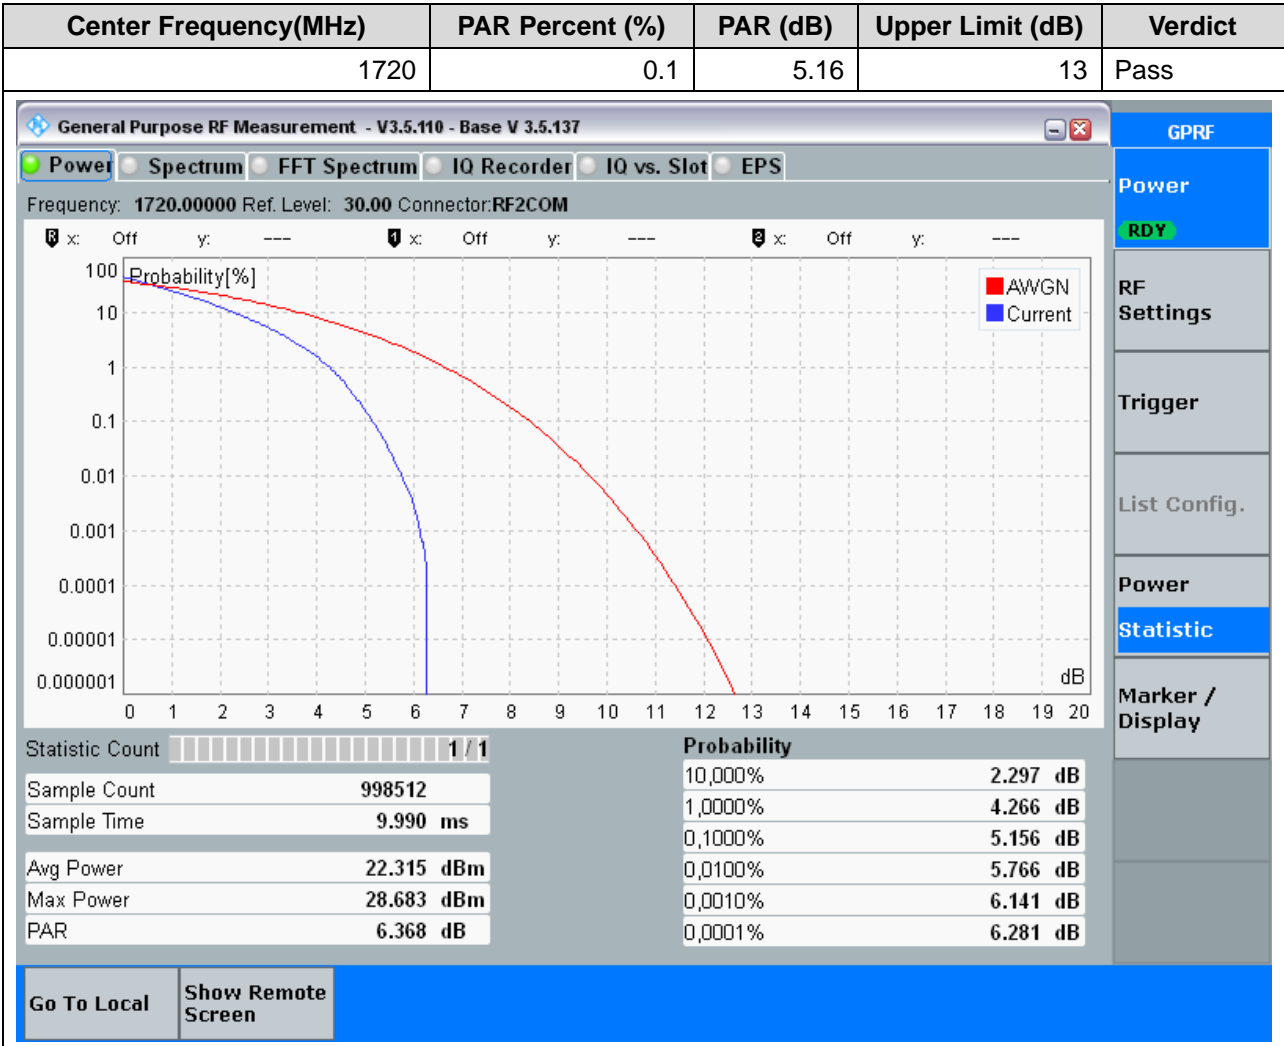 Center Frequency(MHz) PAR Percent (%) PAR (dB) Upper Limit (dB) Verdict
1720 0.1 5.16 13 Pass
General Purpose RF Measurement - V3.5.110 - Base V 3.5.137
GPRF
Power Spectrum FFT Spectrum IQ Recorder IQ vs. Slot EPS
Frequency: 1720.00000 Ref. Level: 30.00 Connector:RF2COM
R x: Off y: --- 1 x: Off y: --- 2 x: Off y: ---
Power
RDY
RF
Settings
Trigger
List Config.
Power
Statistic
Marker /
Display
Probability[%]
AWGN
Current
100
10
1
0.1
0.01
0.001
0.0001
0.00001
0.000001
dB
0 1 2 3 4 5 6 7 8 9 10 11 12 13 14 15 16 17 18 19 20
Statistic Count 1 / 1
Sample Count 998512
Sample Time 9.990 ms
Avg Power 22.315 dBm
Max Power 28.683 dBm
PAR 6.368 dB
Probability
10,000% 2.297 dB
1,0000% 4.266 dB
0,1000% 5.156 dB
0,0100% 5.766 dB
0,0010% 6.141 dB
0,0001% 6.281 dB
Go To Local
Show Remote
Screen